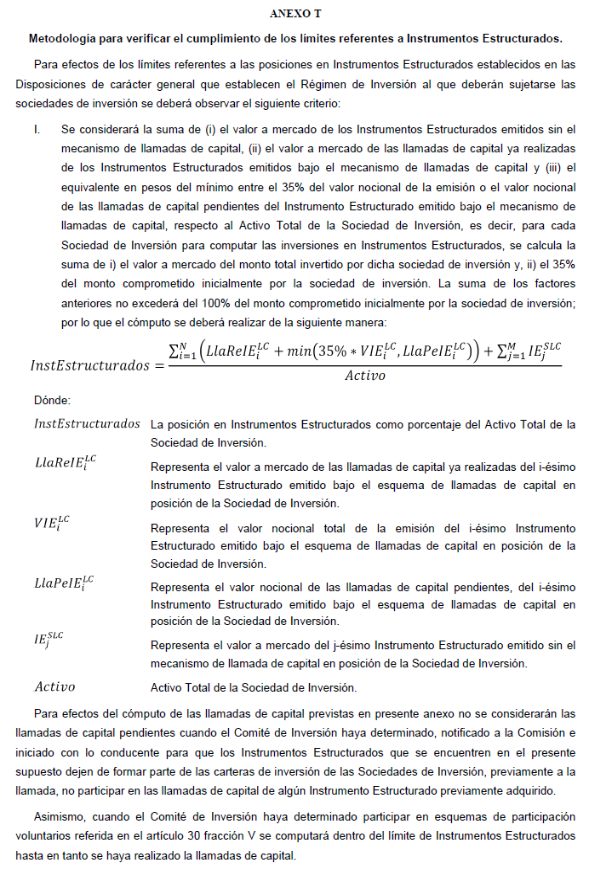 ANEXO T
Metodología para verificar el cumplimiento de los límites referentes a Instrumentos Estructurados.
Para efectos de los límites referentes a las posiciones en Instrumentos Estructurados establecidos en las
Disposiciones de carácter general que establecen el Régimen de Inversión al que deberán sujetarse las
sociedades de inversión se deberá observar el siguiente criterio:
I. Se considerará la suma de (i) el valor a mercado de los Instrumentos Estructurados emitidos sin el
mecanismo de llamadas de capital, (ii) el valor a mercado de las llamadas de capital ya realizadas
de los Instrumentos Estructurados emitidos bajo el mecanismo de llamadas de capital y (iii) el
equivalente en pesos del mínimo entre el 35% del valor nocional de la emisión o el valor nocional
de las llamadas de capital pendientes del Instrumento Estructurado emitido bajo el mecanismo de
llamadas de capital, respecto al Activo Total de la Sociedad de Inversión, es decir, para cada
Sociedad de Inversión para computar las inversiones en Instrumentos Estructurados, se calcula la
suma de i) el valor a mercado del monto total invertido por dicha sociedad de inversión y, ii) el 35%
del monto comprometido inicialmente por la sociedad de inversión. La suma de los factores
anteriores no excederá del 100% del monto comprometido inicialmente por la sociedad de inversión;
por lo que el cómputo se deberá realizar de la siguiente manera:
InstEstructurados = \frac{\sum_{i=1}^{N} (LlaReIE_i^{LC} + min(35% * VIE_i^{LC}, LlaPeIE_i^{LC})) + \sum_{j=1}^{M} IE_j^{SLC}}{Activo}
Dónde:
InstEstructurados La posición en Instrumentos Estructurados como porcentaje del Activo Total de la
Sociedad de Inversión.
LlaReIE_i^{LC} Representa el valor a mercado de las llamadas de capital ya realizadas del i-ésimo
Instrumento Estructurado emitido bajo el esquema de llamadas de capital en
posición de la Sociedad de Inversión.
VIE_i^{LC} Representa el valor nocional total de la emisión del i-ésimo Instrumento
Estructurado emitido bajo el esquema de llamadas de capital en posición de la
Sociedad de Inversión.
LlaPeIE_i^{LC} Representa el valor nocional de las llamadas de capital pendientes, del i-ésimo
Instrumento Estructurado emitido bajo el esquema de llamadas de capital en
posición de la Sociedad de Inversión.
IE_j^{SLC} Representa el valor a mercado del j-ésimo Instrumento Estructurado emitido sin el
mecanismo de llamada de capital en posición de la Sociedad de Inversión.
Activo Activo Total de la Sociedad de Inversión.
Para efectos del cómputo de las llamadas de capital previstas en presente anexo no se considerarán las
llamadas de capital pendientes cuando el Comité de Inversión haya determinado, notificado a la Comisión e
iniciado con lo conducente para que los Instrumentos Estructurados que se encuentren en el presente
supuesto dejen de formar parte de las carteras de inversión de las Sociedades de Inversión, previamente a la
llamada, no participar en las llamadas de capital de algún Instrumento Estructurado previamente adquirido.
Asimismo, cuando el Comité de Inversión haya determinado participar en esquemas de participación
voluntarios referida en el artículo 30 fracción V se computará dentro del límite de Instrumentos Estructurados
hasta en tanto se haya realizado la llamadas de capital.